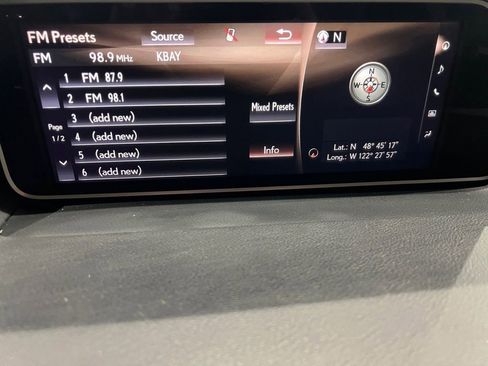 FM Presets Source N
FM 98.9 MHz KBAY
1 FM 87.9
2 FM 98.1
3 (add new)
4 (add new)
5 (add new)
6 (add new)
Page
1/2
Mixed Presets
Info
N
W E
S
Lat.: N 48° 45' 17"
Long.: W 122° 27' 57"